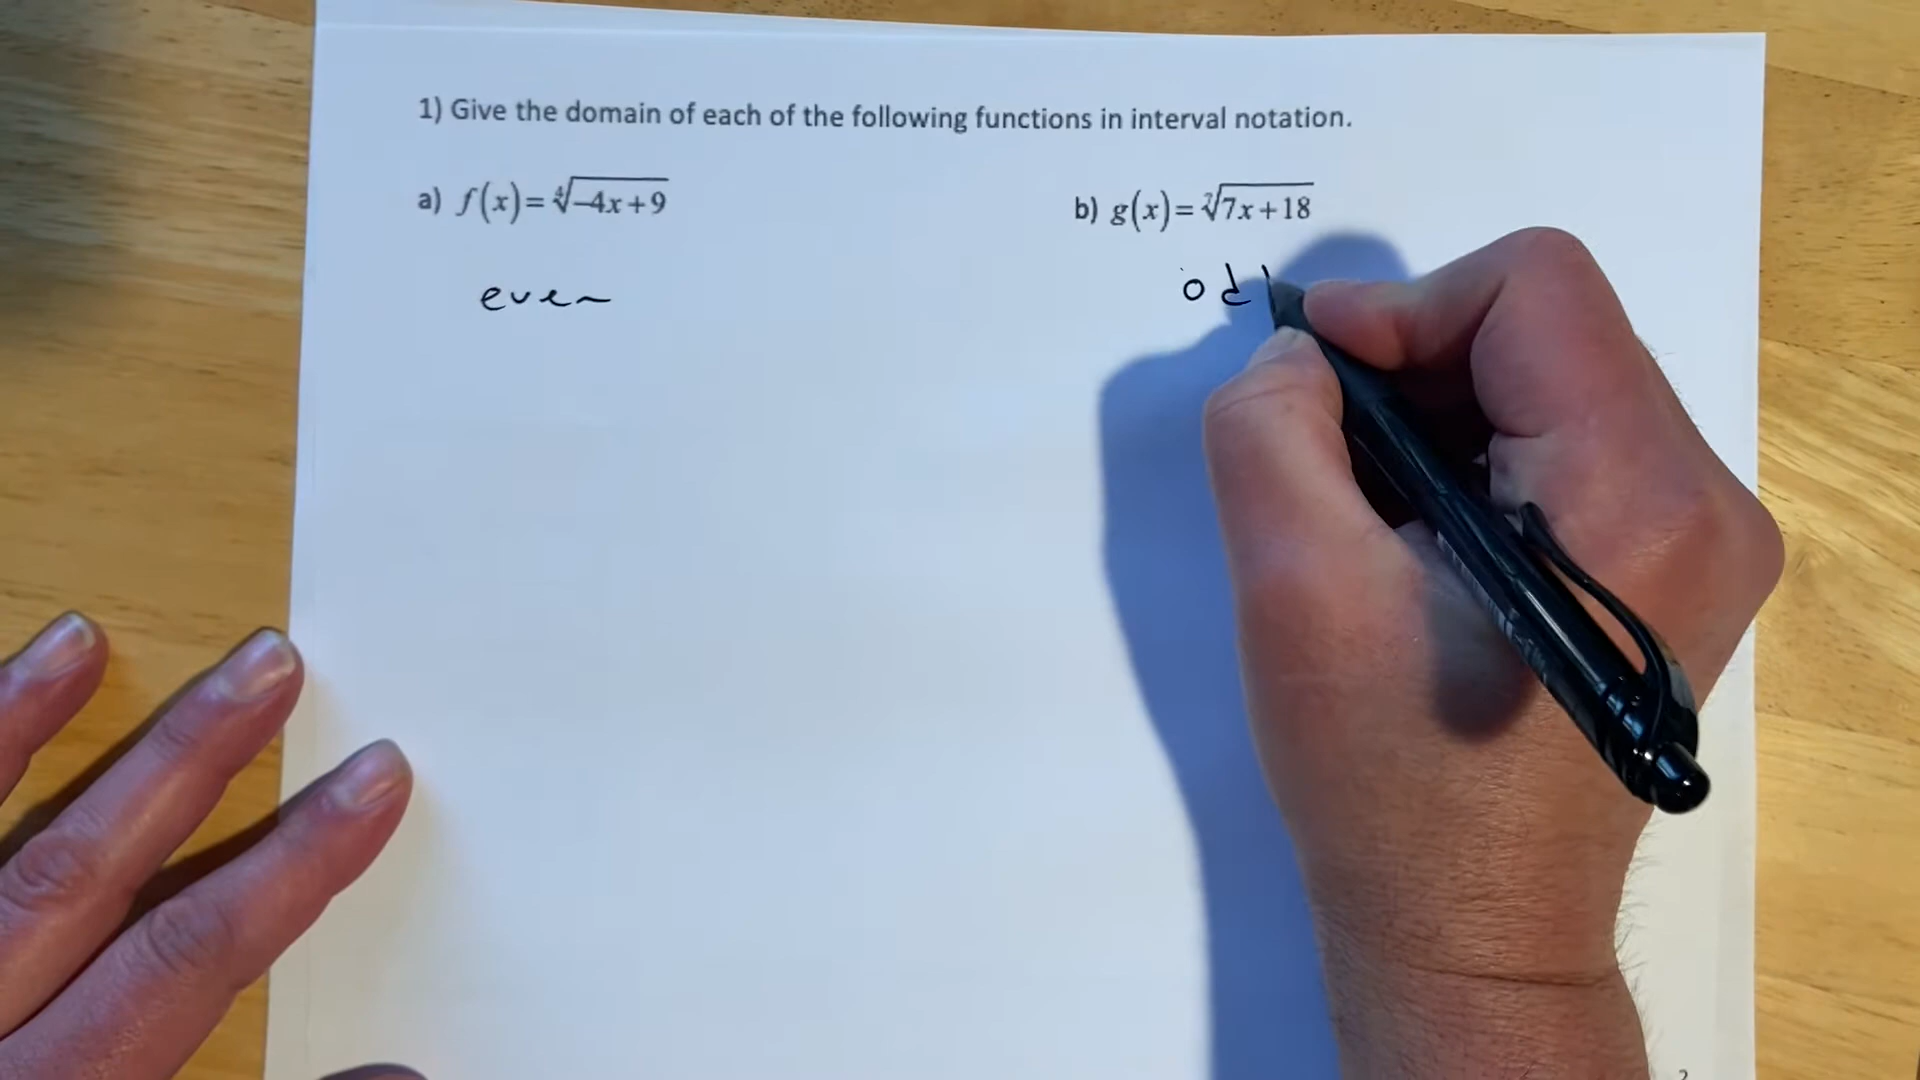 1) Give the domain of each of the following functions in interval notation.
a) f(x)=∜(-4x+9)
b) g(x)=⁷√(7x+18)
even
od